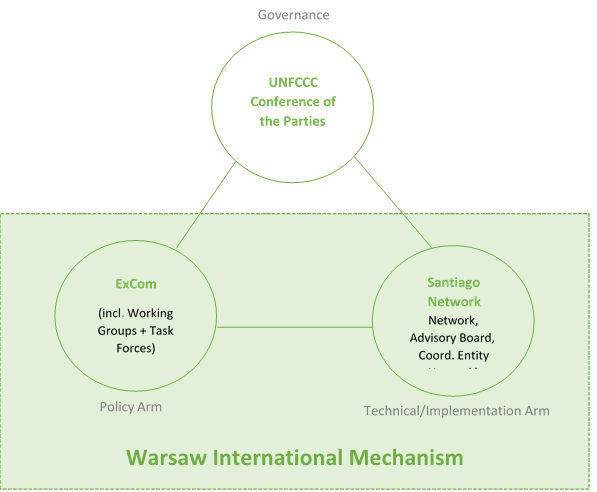 Governance
UNFCCC
Conference of
the Parties
ExCom
(incl. Working
Groups + Task
Forces)
Santiago
Network
Network,
Advisory Board,
Coord. Entity
Policy Arm
Technical/Implementation Arm
Warsaw International Mechanism